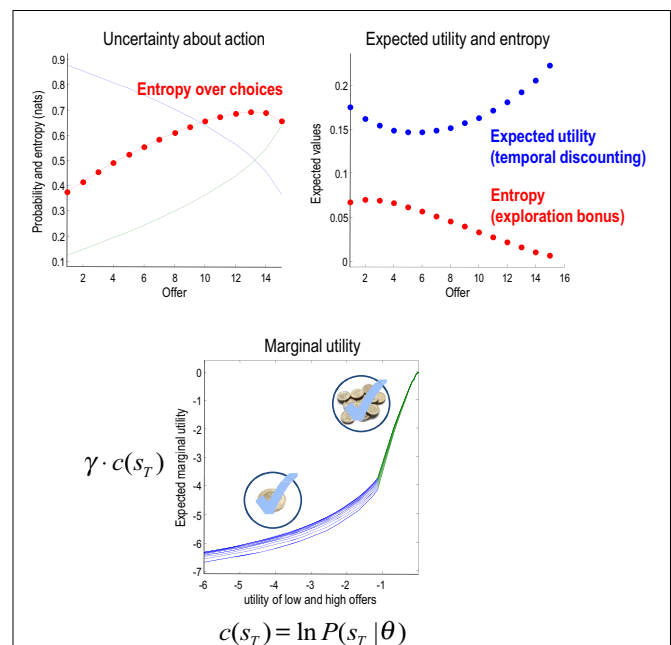 Uncertainty about action
0.9
0.8
0.7
0.6
0.5
0.4
0.3
0.2
0.1
Probability and entropy (nats)
Entropy over choices
2 4 6 8 10 12 14
Offer
Expected utility and entropy
0.2
0.15
0.1
0.05
0
Expected values
Expected utility
(temporal discounting)
Entropy
(exploration bonus)
2 4 6 8 10 12 14 16
Offer
Marginal utility
0
-1
-2
-3
-4
-5
-6
-7
Expected marginal utility
γ · c(s_T)
-6 -5 -4 -3 -2 -1
utility of low and high offers
c(s_T) = ln P(s_T | θ)